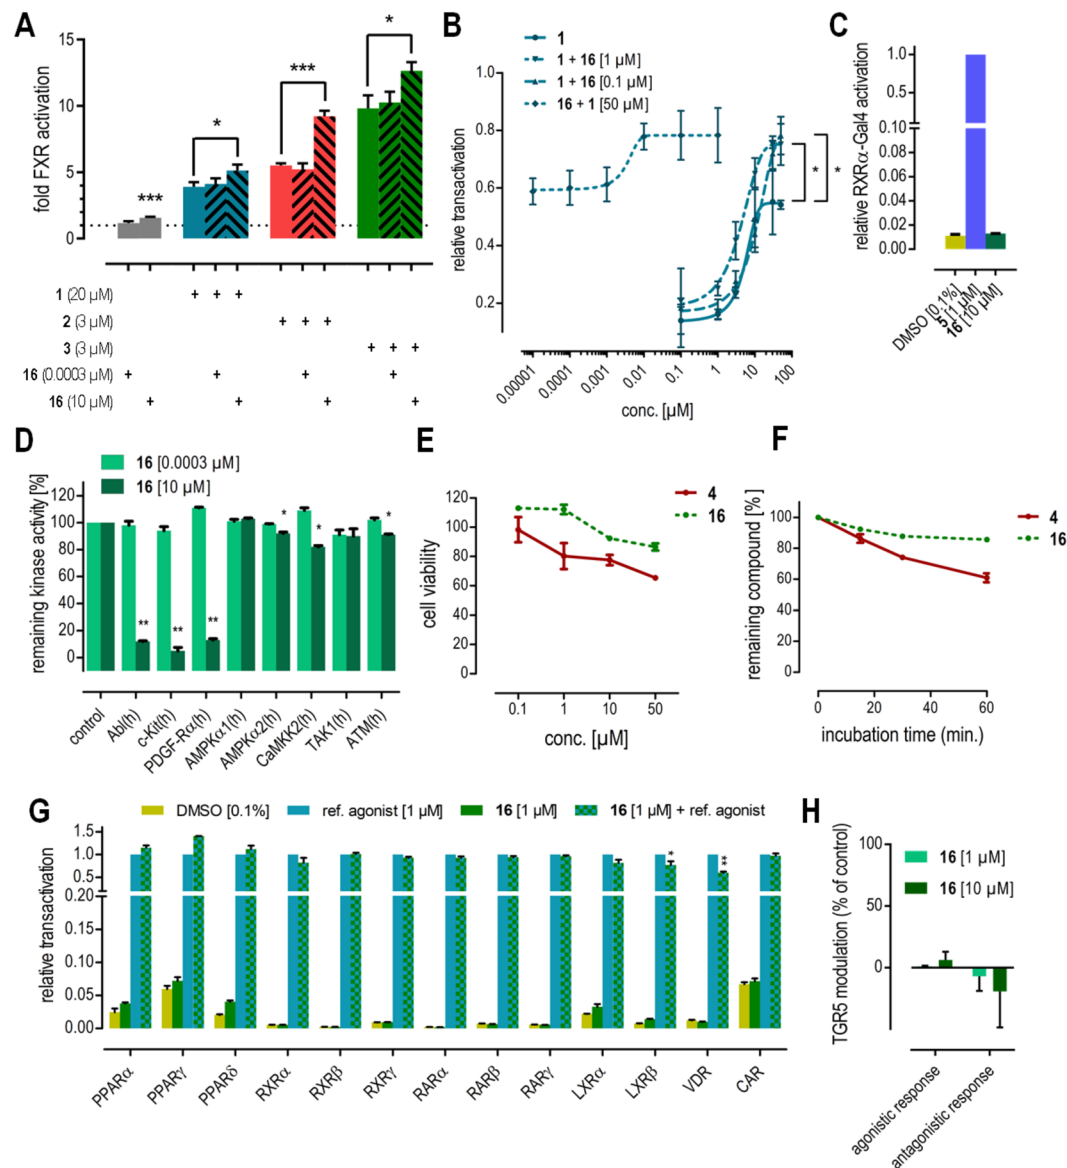 A
15
10
5
0
fold FXR activation
***
*
***
*
1 (20 µM) + + +
2 (3 µM) + + +
3 (3 µM) + + +
16 (0.0003 µM) + + + +
16 (10 µM) + + + +
B
1
1 + 16 [1 µM]
1 + 16 [0.1 µM]
16 + 1 [50 µM]
1.0
0.8
0.6
0.4
0.2
relative transactivation
* *
0.00001 0.0001 0.001 0.01 0.1 1 10 100
conc. [µM]
C
1.0
0.5
0.10
0.08
0.06
0.04
0.02
0.00
relative RXRα-Gal4 activation
DMSO [0.1%]
5 [1 µM]
16 [10 µM]
D
16 [0.0003 µM]
16 [10 µM]
120
100
80
60
40
20
0
remaining kinase activity [%]
** ** ** * * *
control Abl(h) c-Kit(h) PDGF-Rα(h) AMPKα1(h) AMPKα2(h) CaMKK2(h) TAK1(h) ATM(h)
E
4
16
120
100
80
60
40
20
0
cell viability
0.1 1 10 50
conc. [µM]
F
4
16
100
80
60
40
20
0
remaining compound [%]
0 20 40 60
incubation time (min.)
G
DMSO [0.1%] ref. agonist [1 µM] 16 [1 µM] 16 [1 µM] + ref. agonist
1.5
1.0
0.5
0.20
0.15
0.10
0.05
0.00
relative transactivation
* **
PPARα PPARγ PPARδ RXRα RXRβ RXRγ RARα RARβ RARγ LXRα LXRβ VDR CAR
H
16 [1 µM]
16 [10 µM]
100
50
0
TGR5 modulation (% of control)
agonistic response
antagonistic response